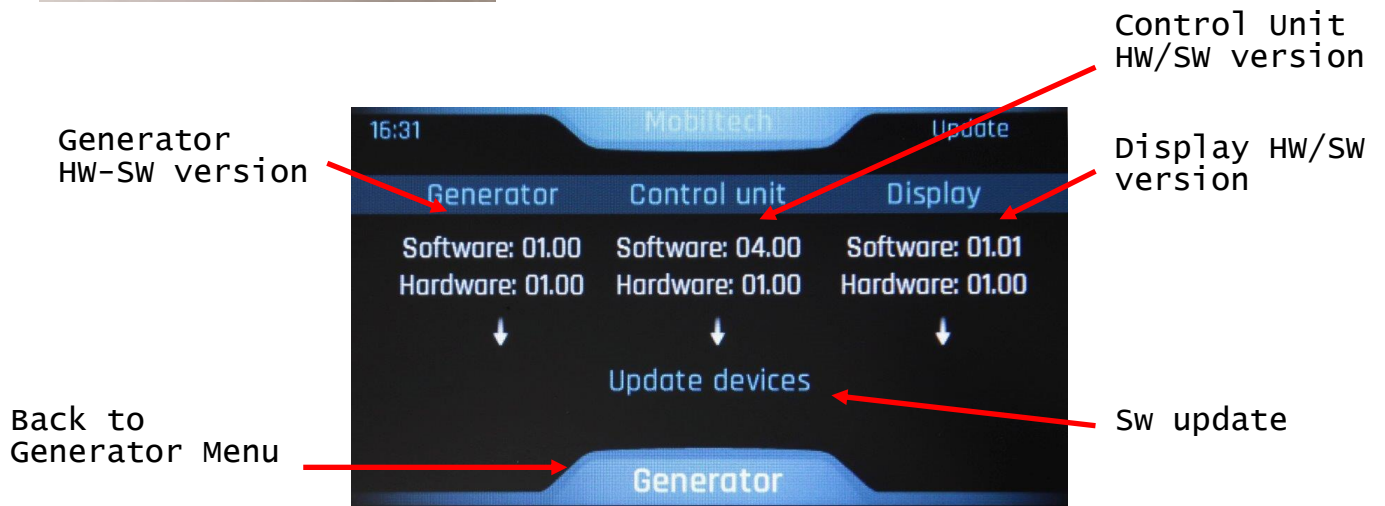 Control Unit
HW/SW version
Generator
HW-SW version
Display HW/SW
version
16:31 Mobiltech Update
Generator Control unit Display
Software: 01.00 Software: 04.00 Software: 01.01
Hardware: 01.00 Hardware: 01.00 Hardware: 01.00
Update devices
Back to
Generator Menu
Sw update
Generator